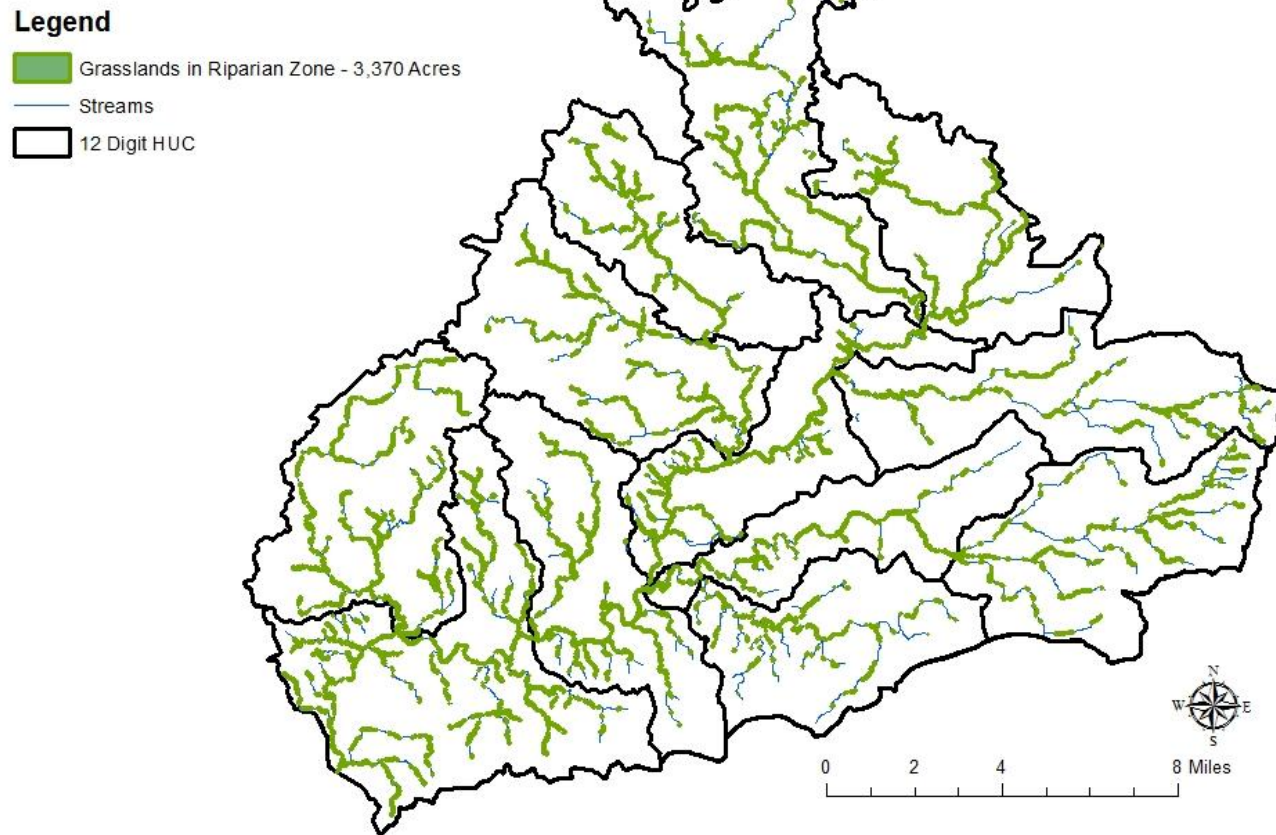 Legend
Grasslands in Riparian Zone - 3,370 Acres
Streams
12 Digit HUC
N
W E
S
0 2 4 8 Miles